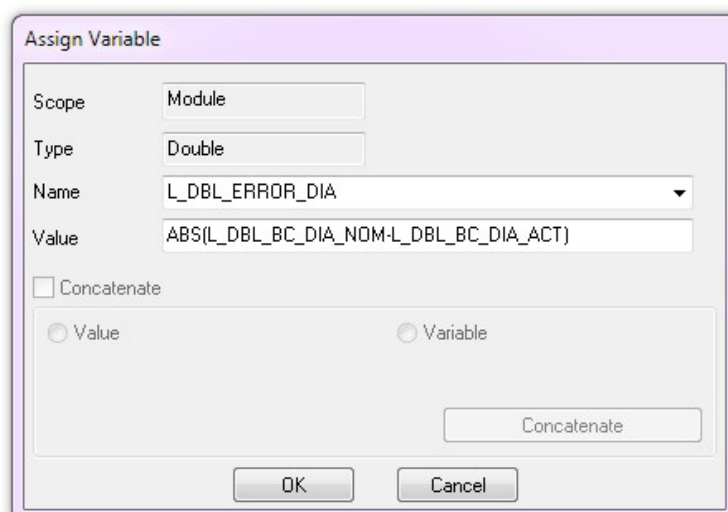 Assign Variable
Scope Module
Type Double
Name L_DBL_ERROR_DIA
Value ABS(L_DBL_BC_DIA_NOM-L_DBL_BC_DIA_ACT)
Concatenate
Value Variable
Concatenate
OK Cancel